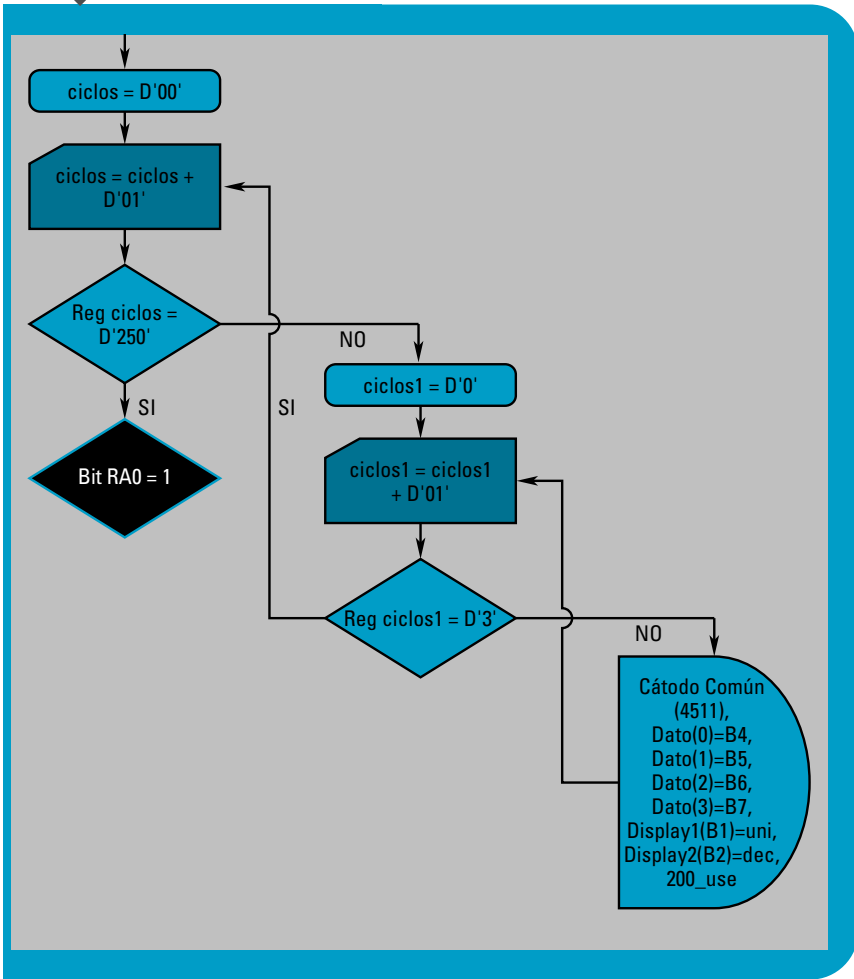 ciclos = D'00'
ciclos = ciclos +
D'01'
Reg ciclos =
D'250'
NO
SI
Bit RA0 = 1
ciclos1 = D'0'
SI
ciclos1 = ciclos1
+ D'01'
Reg ciclos1 = D'3'
NO
Cátodo Común
(4511),
Dato(0)=B4,
Dato(1)=B5,
Dato(2)=B6,
Dato(3)=B7,
Display1(B1)=uni,
Display2(B2)=dec,
200_use